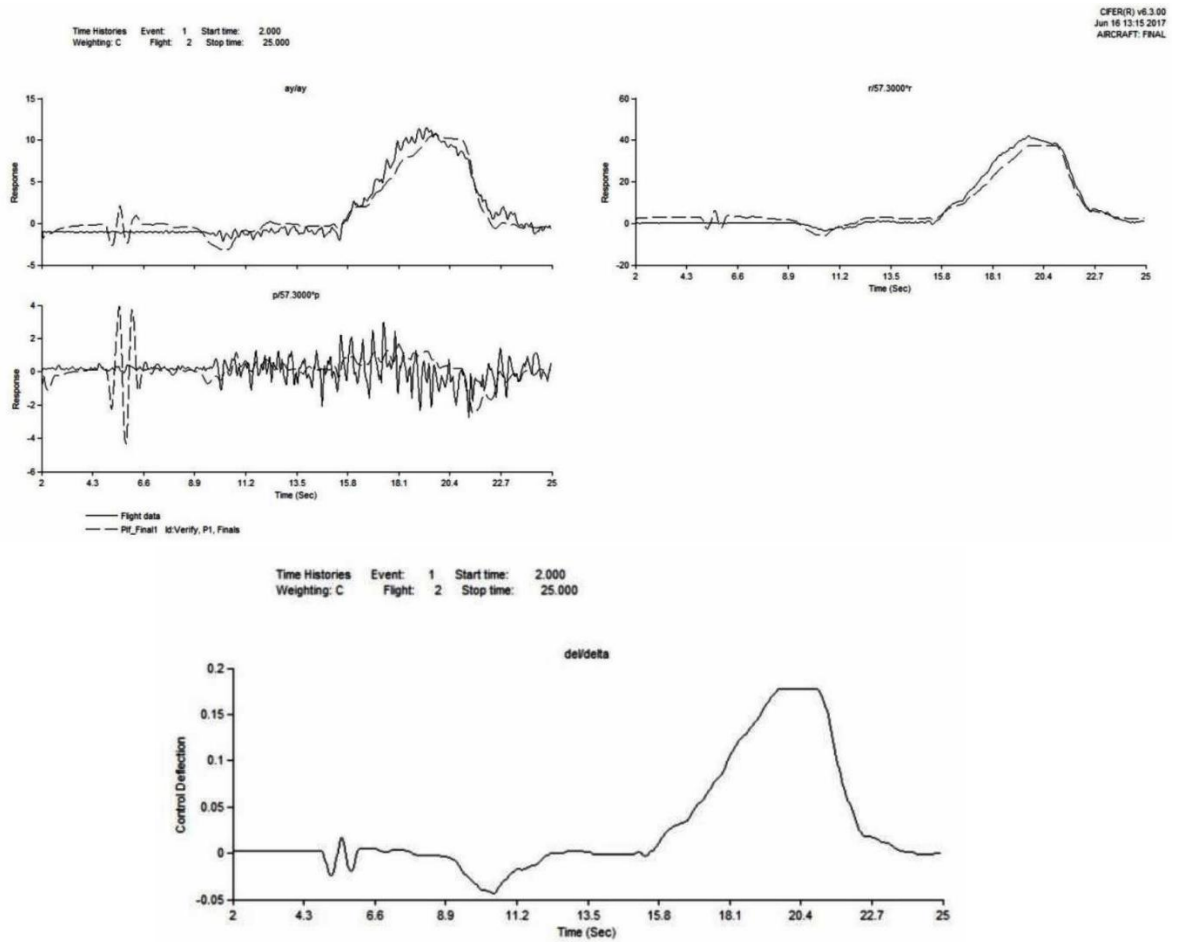 CIFER(R) v6.3.00
Jun 16 13:15 2017
AIRCRAFT: FINAL
Time Histories Event: 1 Start time: 2.000
Weighting: C Flight: 2 Stop time: 25.000
ay/ay
15
10
5
0
-5
Response
r/57.3000*r
60
40
20
0
-20
Response
2 4.3 6.6 8.9 11.2 13.5 15.8 18.1 20.4 22.7 25
Time (Sec)
p/57.3000*p
4
2
0
-2
-4
-6
Response
2 4.3 6.6 8.9 11.2 13.5 15.8 18.1 20.4 22.7 25
Time (Sec)
Flight data
Plf_Final1 Id:Verify, P1, Finals
Time Histories Event: 1 Start time: 2.000
Weighting: C Flight: 2 Stop time: 25.000
del/delta
0.2
0.15
0.1
0.05
0
-0.05
Control Deflection
2 4.3 6.6 8.9 11.2 13.5 15.8 18.1 20.4 22.7 25
Time (Sec)